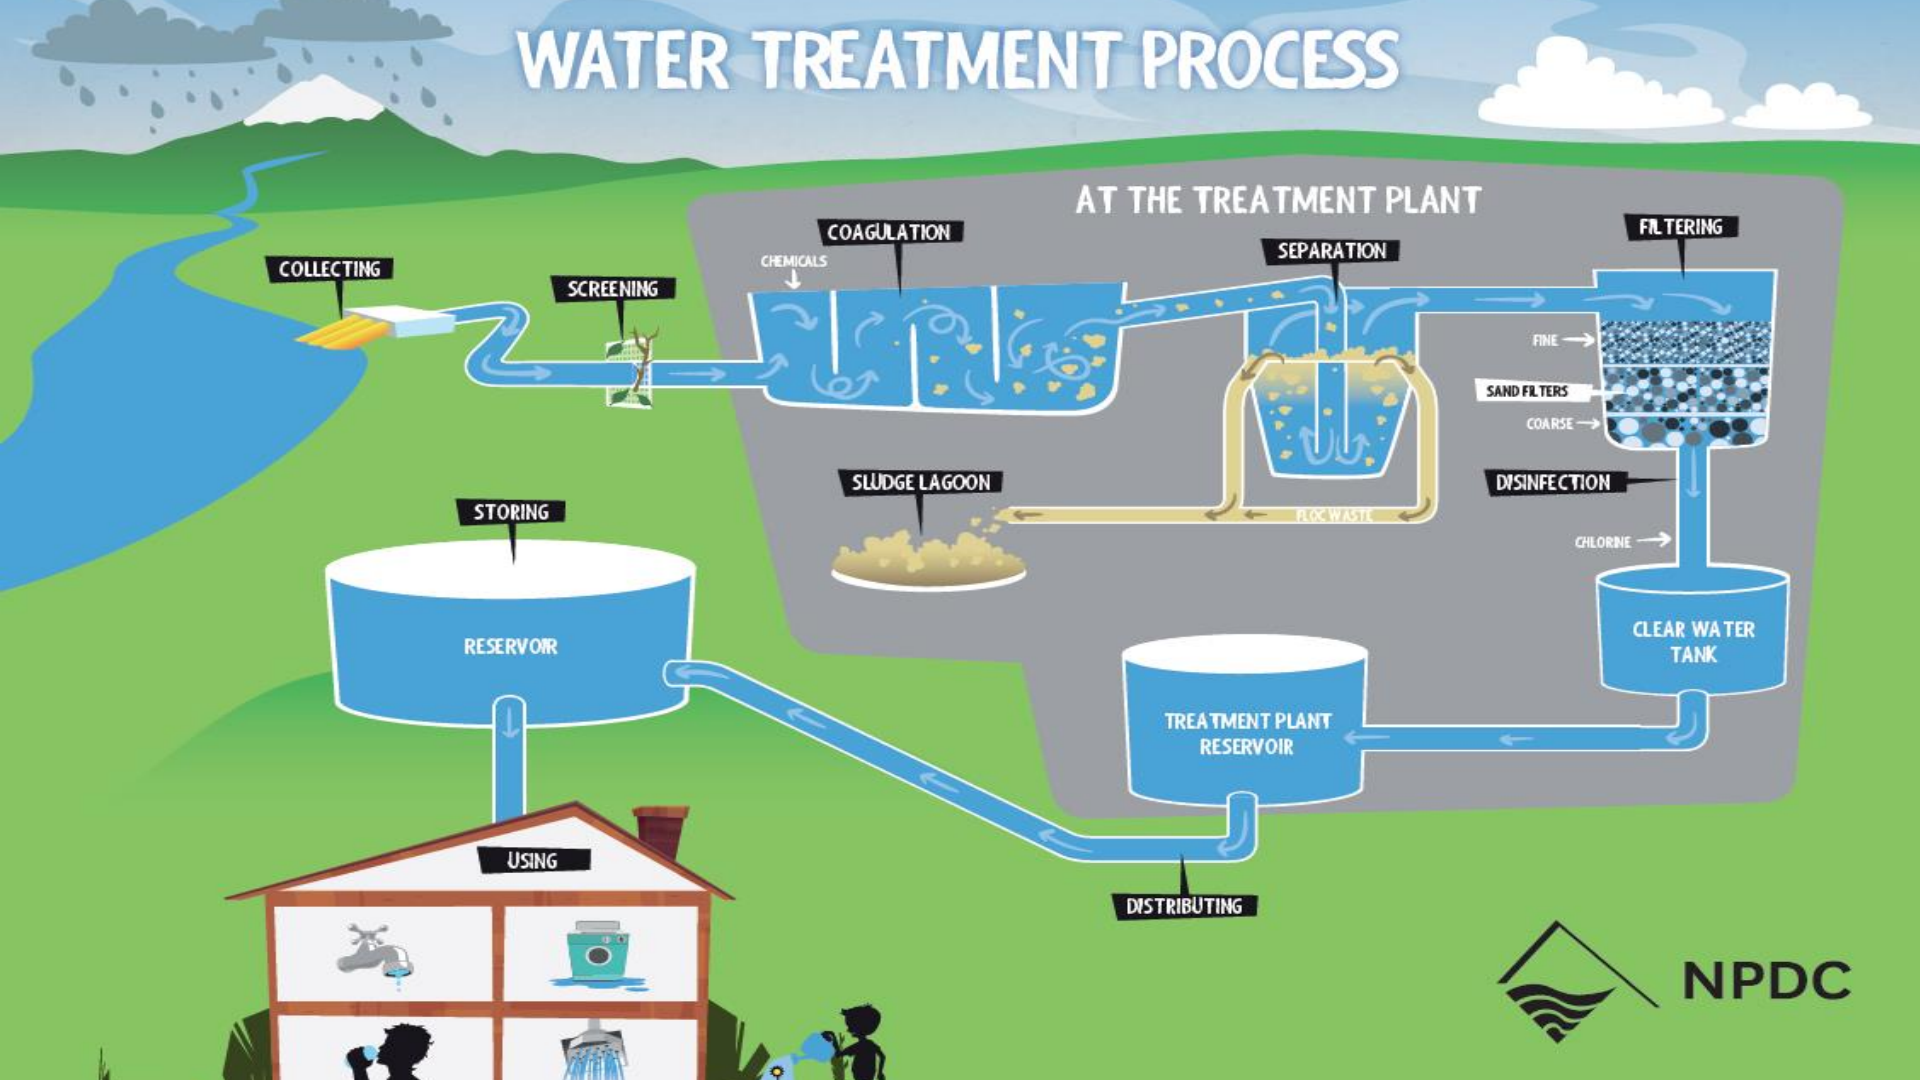 WATER TREATMENT PROCESS
AT THE TREATMENT PLANT
COLLECTING
SCREENING
COAGULATION
CHEMICALS
SEPARATION
FILTERING
FINE
SAND FILTERS
COARSE
SLUDGE LAGOON
FLOC WASTE
DISINFECTION
CHLORINE
CLEAR WATER
TANK
TREATMENT PLANT
RESERVOIR
STORING
RESERVOIR
DISTRIBUTING
USING
NPDC